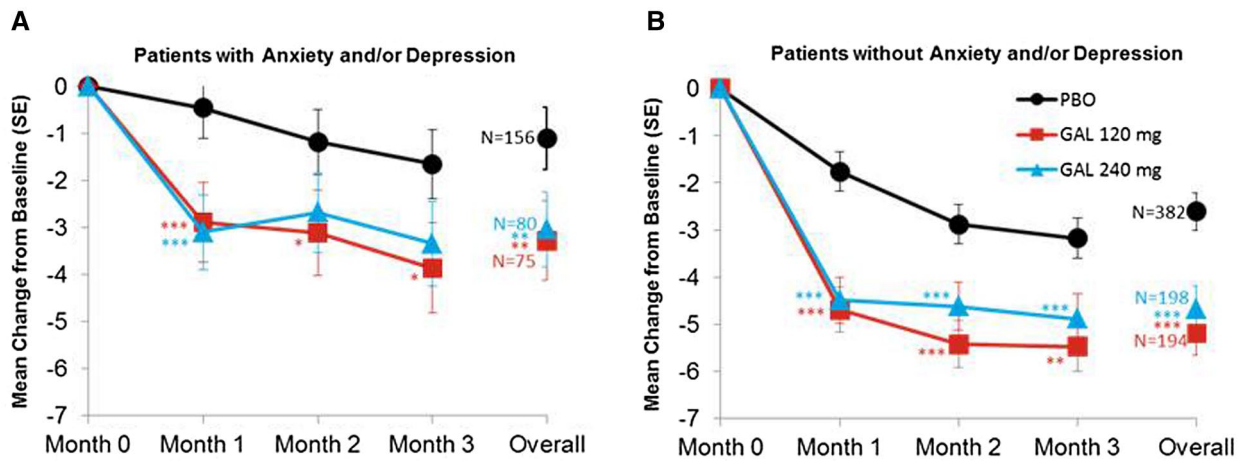 A
Patients with Anxiety and/or Depression
Mean Change from Baseline (SE)
0
-1
-2
-3
-4
-5
-6
-7
N=156
***
***
*
*
N=80
**
**
N=75
Month 0 Month 1 Month 2 Month 3 Overall
B
Patients without Anxiety and/or Depression
Mean Change from Baseline (SE)
0
-1
-2
-3
-4
-5
-6
-7
PBO
GAL 120 mg
GAL 240 mg
N=382
***
***
***
***
***
**
N=198
***
***
N=194
Month 0 Month 1 Month 2 Month 3 Overall